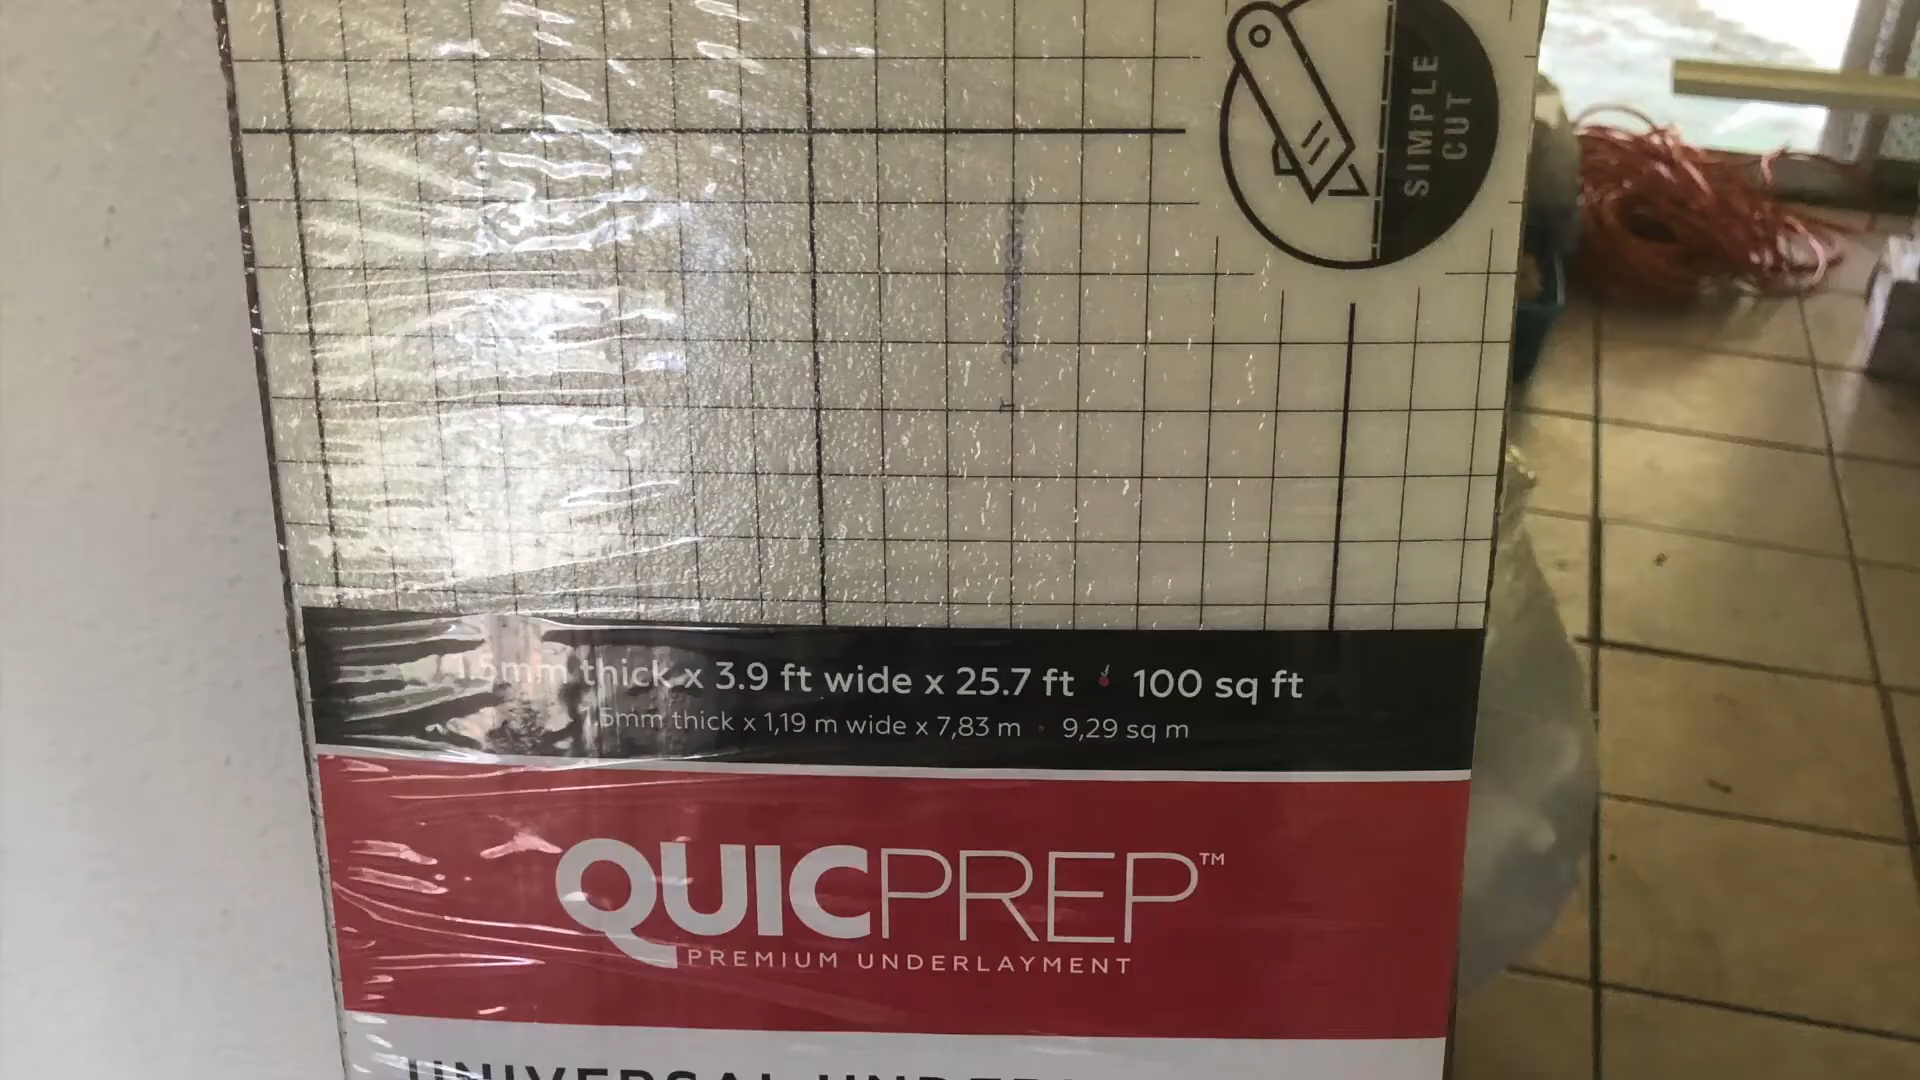 SIMPLE
CUT
1.5mm thick x 3.9 ft wide x 25.7 ft 100 sq ft
1.5mm thick x 1,19 m wide x 7,83 m · 9,29 sq m
QUICPREP™
PREMIUM UNDERLAYMENT
UNIVERSAL